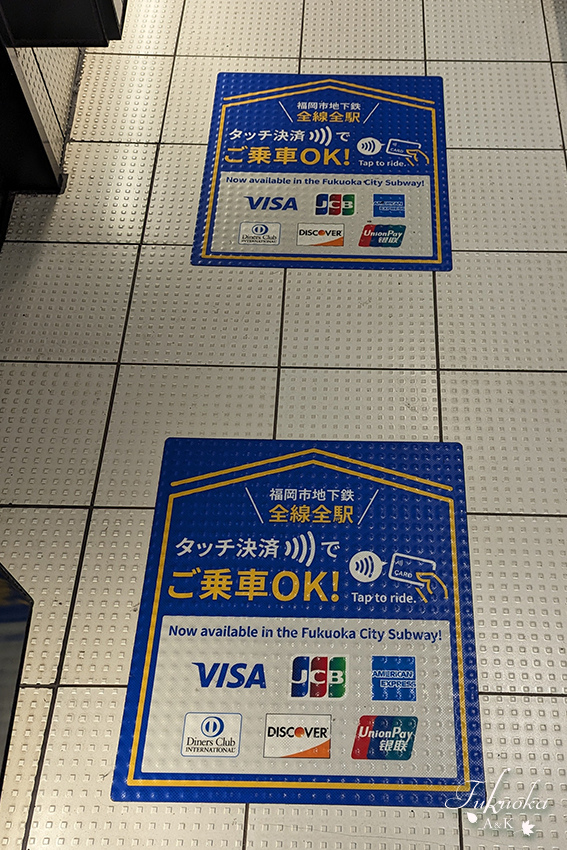 福岡市地下鉄
全線全駅
タッチ決済で
ご乗車OK!
CARD
Tap to ride.
Now available in the Fukuoka City Subway!
VISA JCB AMERICAN EXPRESS
Diners Club INTERNATIONAL DISCOVER UnionPay 银联
福岡市地下鉄
全線全駅
タッチ決済で
ご乗車OK!
CARD
Tap to ride.
Now available in the Fukuoka City Subway!
VISA JCB AMERICAN EXPRESS
Diners Club INTERNATIONAL DISCOVER UnionPay 银联
Fukuoka
A&K